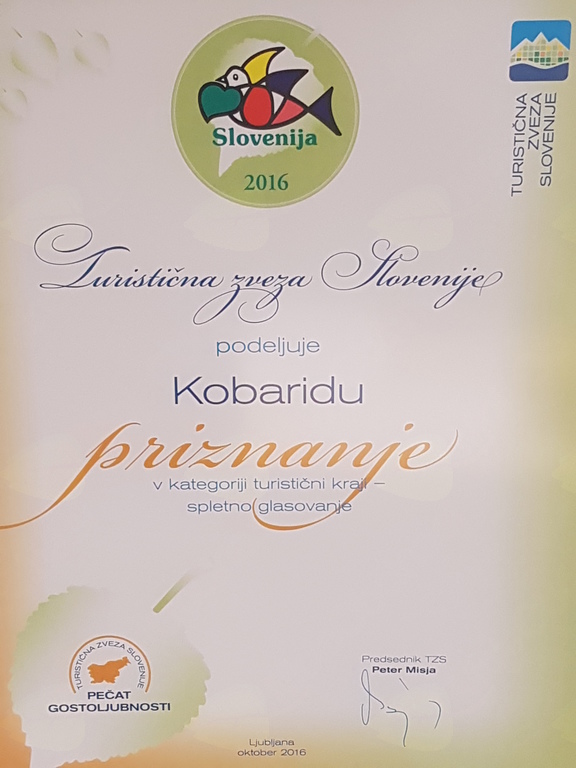 Slovenija
2016
TURISTIČNA
ZVEZA
SLOVENIJE
Turistična zveza Slovenije
podeljuje
Kobaridu
priznanje
v kategoriji turistični kraji –
spletno glasovanje
TURISTIČNA ZVEZA SLOVENIJE
PEČAT
GOSTOLJUBNOSTI
Predsednik TZS
Peter Misja
Ljubljana
oktober 2016